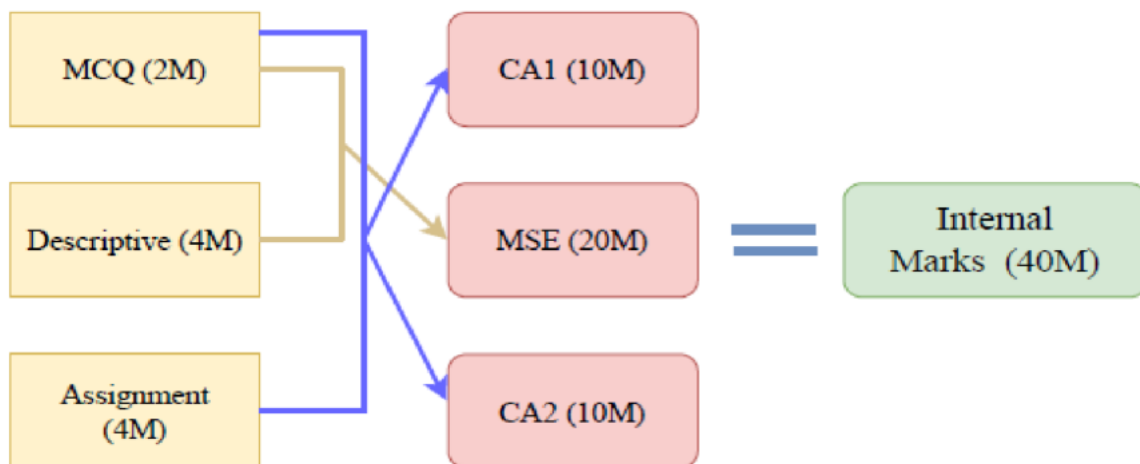 MCQ (2M)
Descriptive (4M)
Assignment
(4M)
CA1 (10M)
MSE (20M)
CA2 (10M)
Internal
Marks (40M)